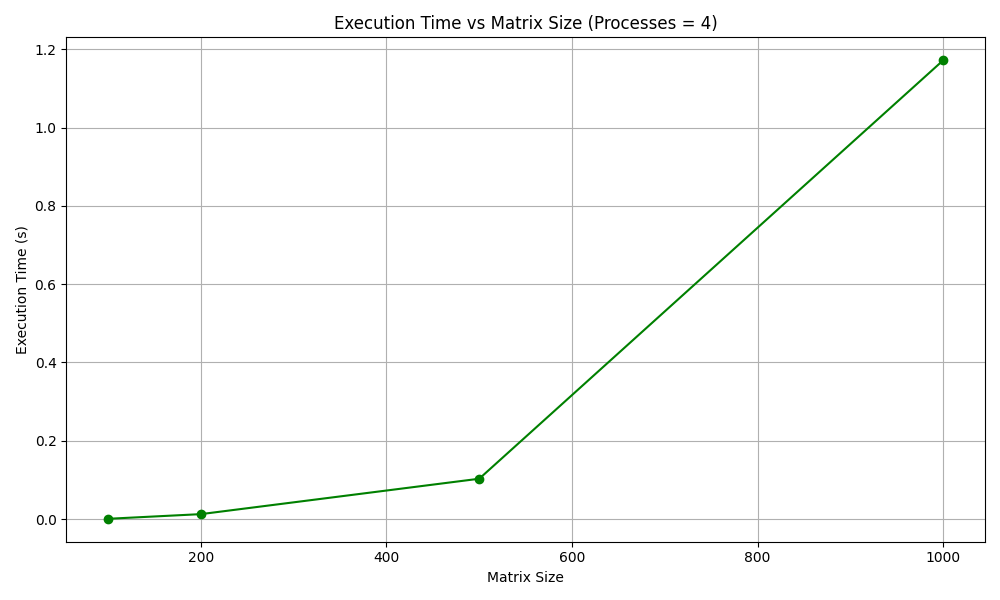 Execution Time vs Matrix Size (Processes = 4)
Execution Time (s)
1.2
1.0
0.8
0.6
0.4
0.2
0.0
200 400 600 800 1000
Matrix Size